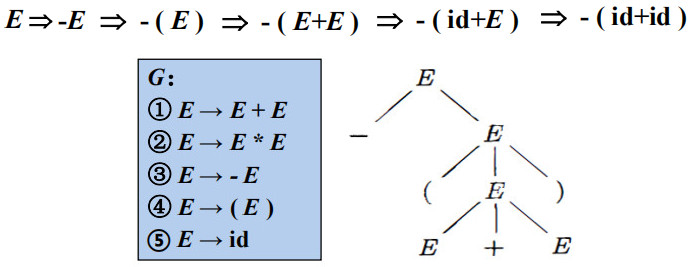 E ⇒ -E ⇒ - ( E ) ⇒ - ( E+E ) ⇒ - ( id+E ) ⇒ - ( id+id )
G：
① E → E + E
② E → E * E
③ E → - E
④ E → ( E )
⑤ E → id
E
− E
( E )
E + E